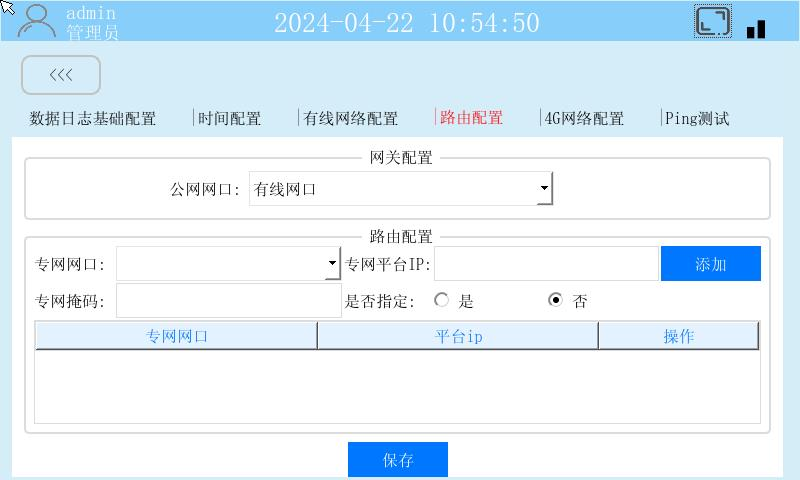 admin
管理员
2024-04-22 10:54:50
<<<
数据日志基础配置 |时间配置 |有线网络配置 |路由配置 |4G网络配置 |Ping测试
网关配置
公网网口: 有线网口
路由配置
专网网口: 专网平台IP: 添加
专网掩码: 是否指定: 是 否
专网网口 平台ip 操作
保存